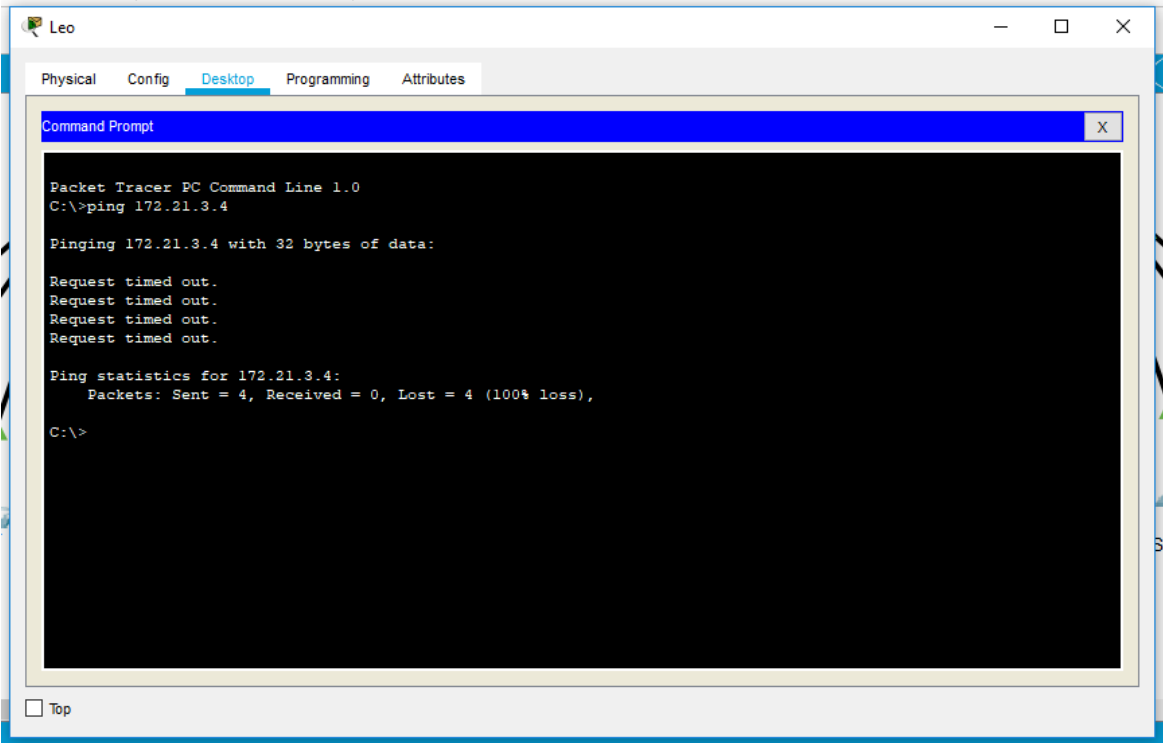 Leo
Physical Config Desktop Programming Attributes
Command Prompt
X
Packet Tracer PC Command Line 1.0
C:\>ping 172.21.3.4
Pinging 172.21.3.4 with 32 bytes of data:
Request timed out.
Request timed out.
Request timed out.
Request timed out.
Ping statistics for 172.21.3.4:
Packets: Sent = 4, Received = 0, Lost = 4 (100% loss),
C:\>
Top